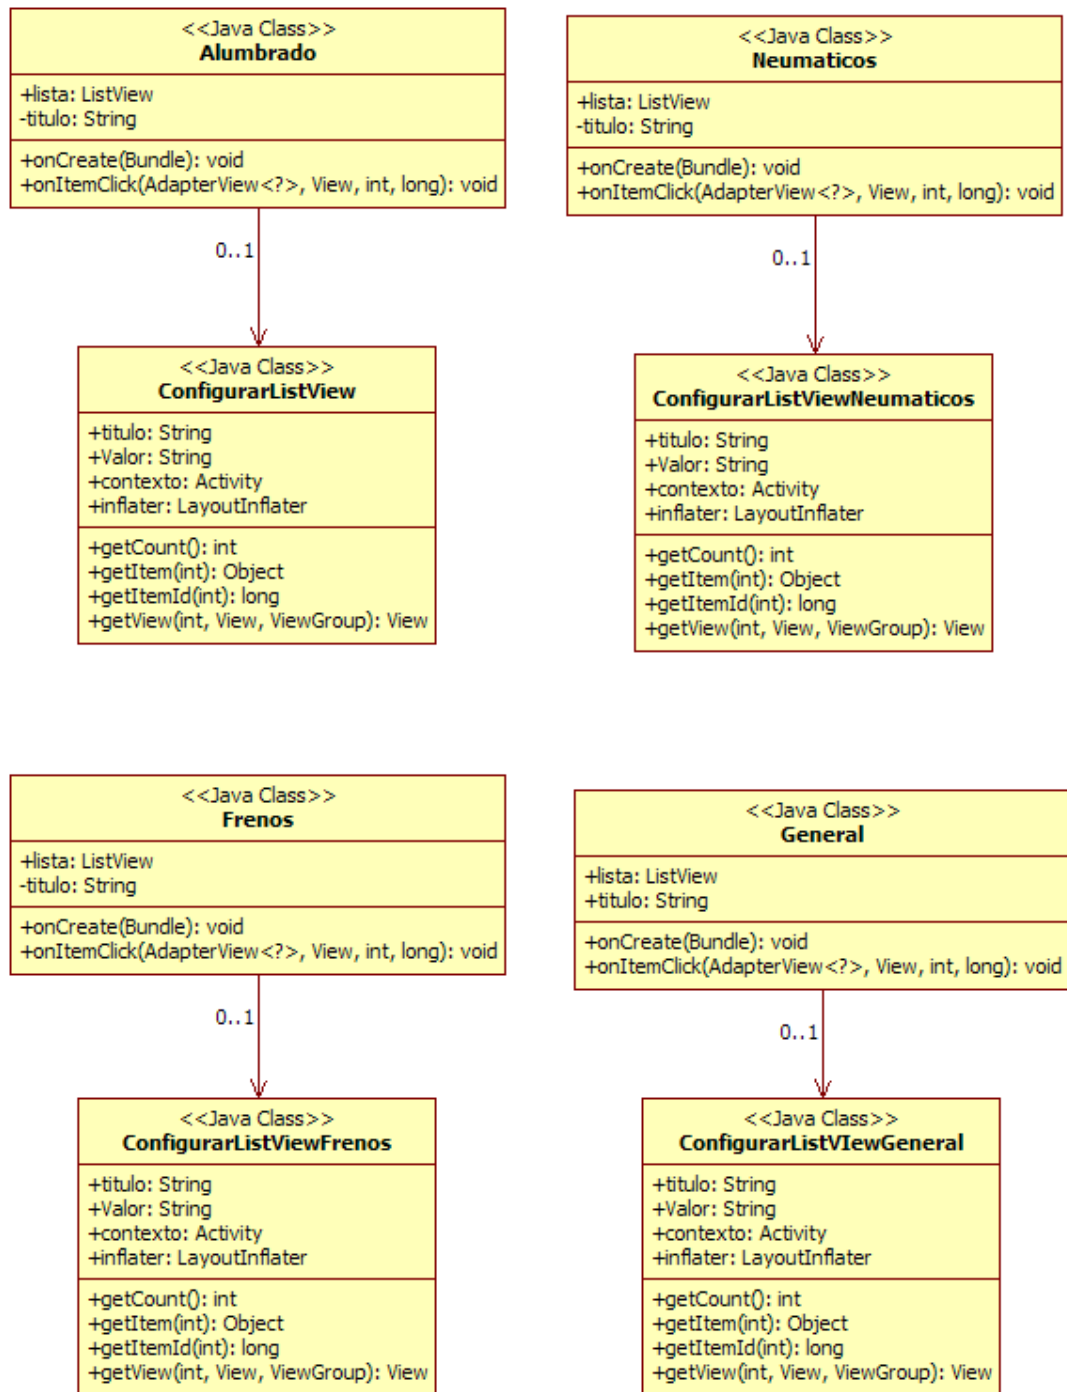 <<Java Class>>
Alumbrado
+lista: ListView
-titulo: String
+onCreate(Bundle): void
+onItemClick(AdapterView<?>, View, int, long): void
0..1
<<Java Class>>
ConfigurarListView
+titulo: String
+Valor: String
+contexto: Activity
+inflater: LayoutInflater
+getCount(): int
+getItem(int): Object
+getItemId(int): long
+getView(int, View, ViewGroup): View
<<Java Class>>
Neumaticos
+lista: ListView
-titulo: String
+onCreate(Bundle): void
+onItemClick(AdapterView<?>, View, int, long): void
0..1
<<Java Class>>
ConfigurarListViewNeumaticos
+titulo: String
+Valor: String
+contexto: Activity
+inflater: LayoutInflater
+getCount(): int
+getItem(int): Object
+getItemId(int): long
+getView(int, View, ViewGroup): View
<<Java Class>>
Frenos
+lista: ListView
-titulo: String
+onCreate(Bundle): void
+onItemClick(AdapterView<?>, View, int, long): void
0..1
<<Java Class>>
ConfigurarListViewFrenos
+titulo: String
+Valor: String
+contexto: Activity
+inflater: LayoutInflater
+getCount(): int
+getItem(int): Object
+getItemId(int): long
+getView(int, View, ViewGroup): View
<<Java Class>>
General
+lista: ListView
+titulo: String
+onCreate(Bundle): void
+onItemClick(AdapterView<?>, View, int, long): void
0..1
<<Java Class>>
ConfigurarListVIewGeneral
+titulo: String
+Valor: String
+contexto: Activity
+inflater: LayoutInflater
+getCount(): int
+getItem(int): Object
+getItemId(int): long
+getView(int, View, ViewGroup): View